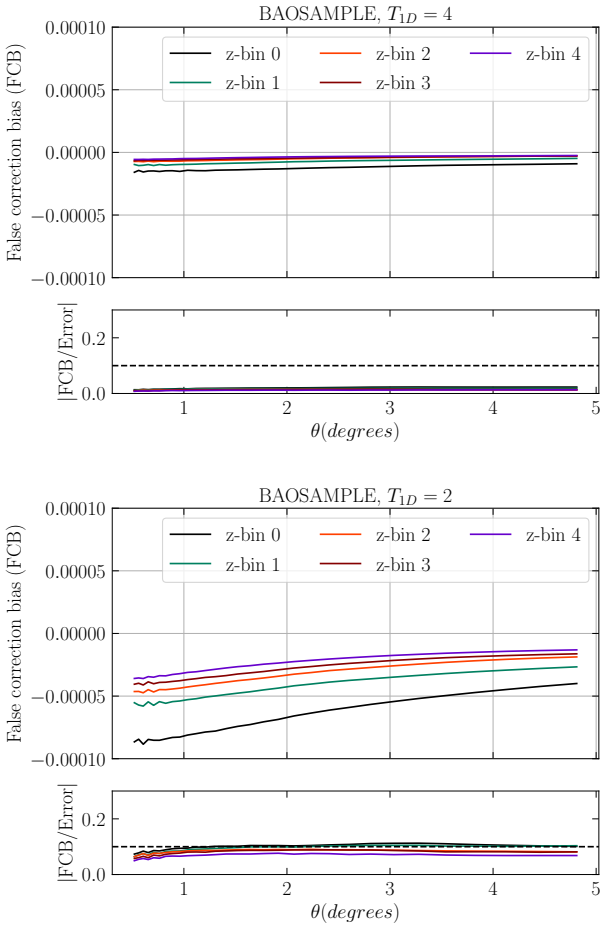 BAOSAMPLE, T1D = 4
False correction bias (FCB)
0.00010
0.00005
0.00000
−0.00005
−0.00010
z-bin 0 z-bin 2 z-bin 4
z-bin 1 z-bin 3
|FCB/Error|
0.2
0.0
1 2 3 4 5
θ(degrees)
BAOSAMPLE, T1D = 2
False correction bias (FCB)
0.00010
0.00005
0.00000
−0.00005
−0.00010
z-bin 0 z-bin 2 z-bin 4
z-bin 1 z-bin 3
|FCB/Error|
0.2
0.0
1 2 3 4 5
θ(degrees)